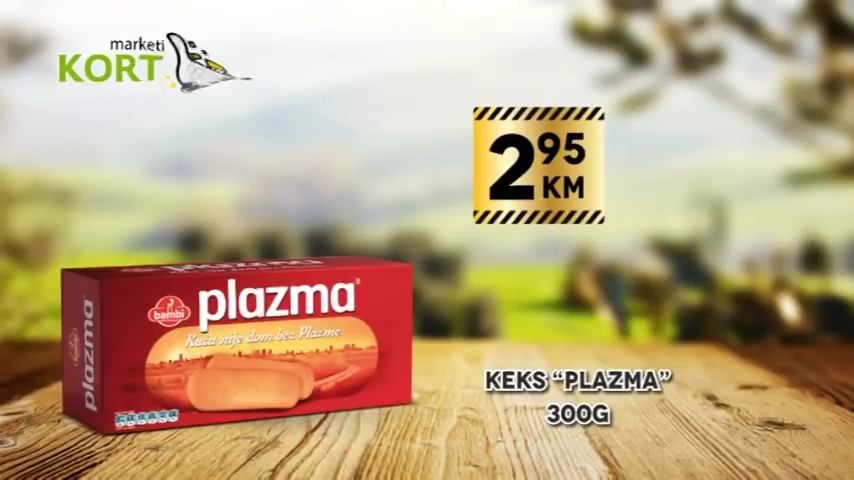 marketi
KORT
2 95
KM
bambi
plazma
Kuća nije dom bez Plazme
plazma
KEKS “PLAZMA”
300G